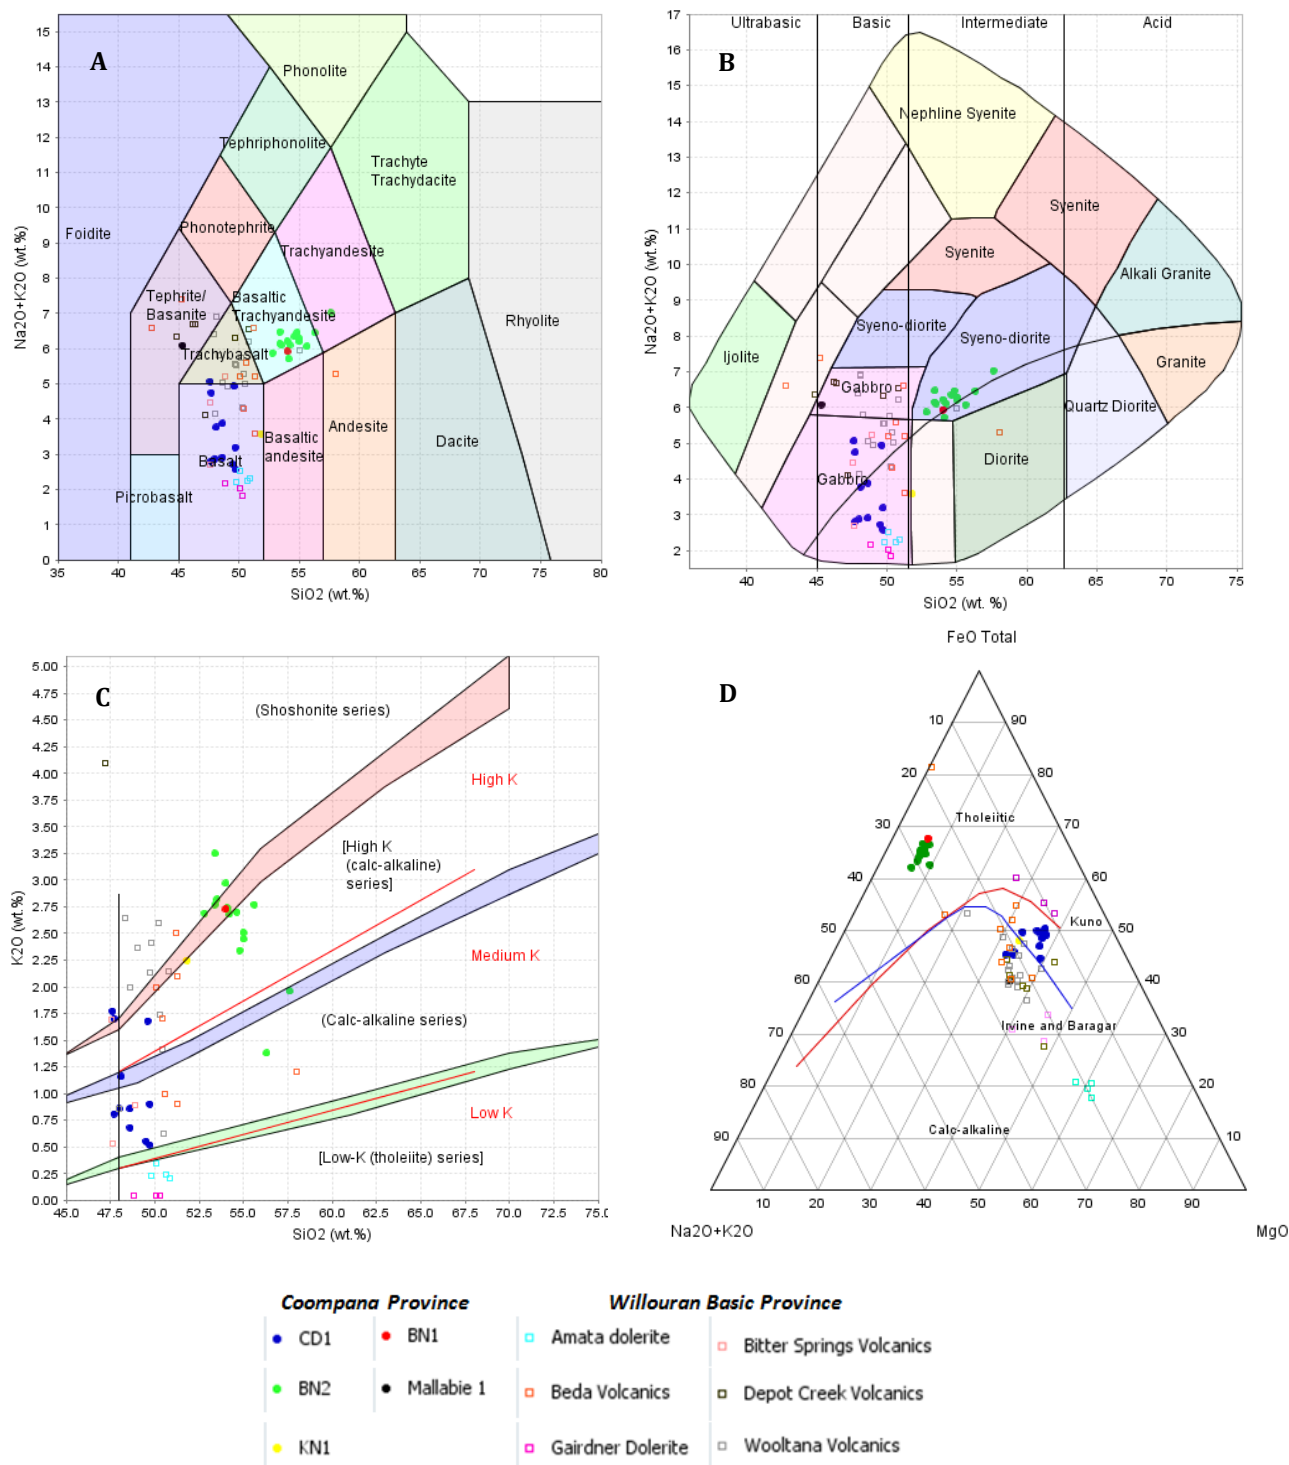 A
Na2O+K2O (wt.%)
15
14
13
12
11
10
9
8
7
6
5
4
3
2
1
0
Phonolite
Tephriphonolite
Trachyte
Trachydacite
Foidite
Phonotephrite
Trachyandesite
Tephrite/
Basanite
Basaltic
Trachyandesite
Rhyolite
Trachybasalt
Basalt
Basaltic
andesite
Andesite
Dacite
Picrobasalt
35 40 45 50 55 60 65 70 75 80
SiO2 (wt.%)
B
Na2O+K2O (wt.%)
17
16
15
14
13
12
11
10
9
8
7
6
5
4
3
2
Ultrabasic Basic Intermediate Acid
Nephline Syenite
Syenite
Syenite
Alkali Granite
Syeno-diorite
Syeno-diorite
Ijolite
Granite
Gabbro
Quartz Diorite
Diorite
Gabbro
40 45 50 55 60 65 70 75
SiO2 (wt. %)
C
K2O (wt.%)
5.00
4.75
4.50
4.25
4.00
3.75
3.50
3.25
3.00
2.75
2.50
2.25
2.00
1.75
1.50
1.25
1.00
0.75
0.50
0.25
0.00
(Shoshonite series)
High K
[High K
(calc-alkaline)
series]
Medium K
(Calc-alkaline series)
Low K
[Low-K (tholeiite) series]
45.0 47.5 50.0 52.5 55.0 57.5 60.0 62.5 65.0 67.5 70.0 72.5 75.0
SiO2 (wt.%)
FeO Total
D
10 90
20 80
Tholeiitic
30 70
40 60
Kuno
50 50
60 40
Irvine and Baragar
70 30
80 20
Calc-alkaline
90 10
10 20 30 40 50 60 70 80 90
Na2O+K2O MgO
Coompana Province Willouran Basic Province
CD1 BN1 Amata dolerite Bitter Springs Volcanics
BN2 Mallabie 1 Beda Volcanics Depot Creek Volcanics
KN1 Gairdner Dolerite Wooltana Volcanics